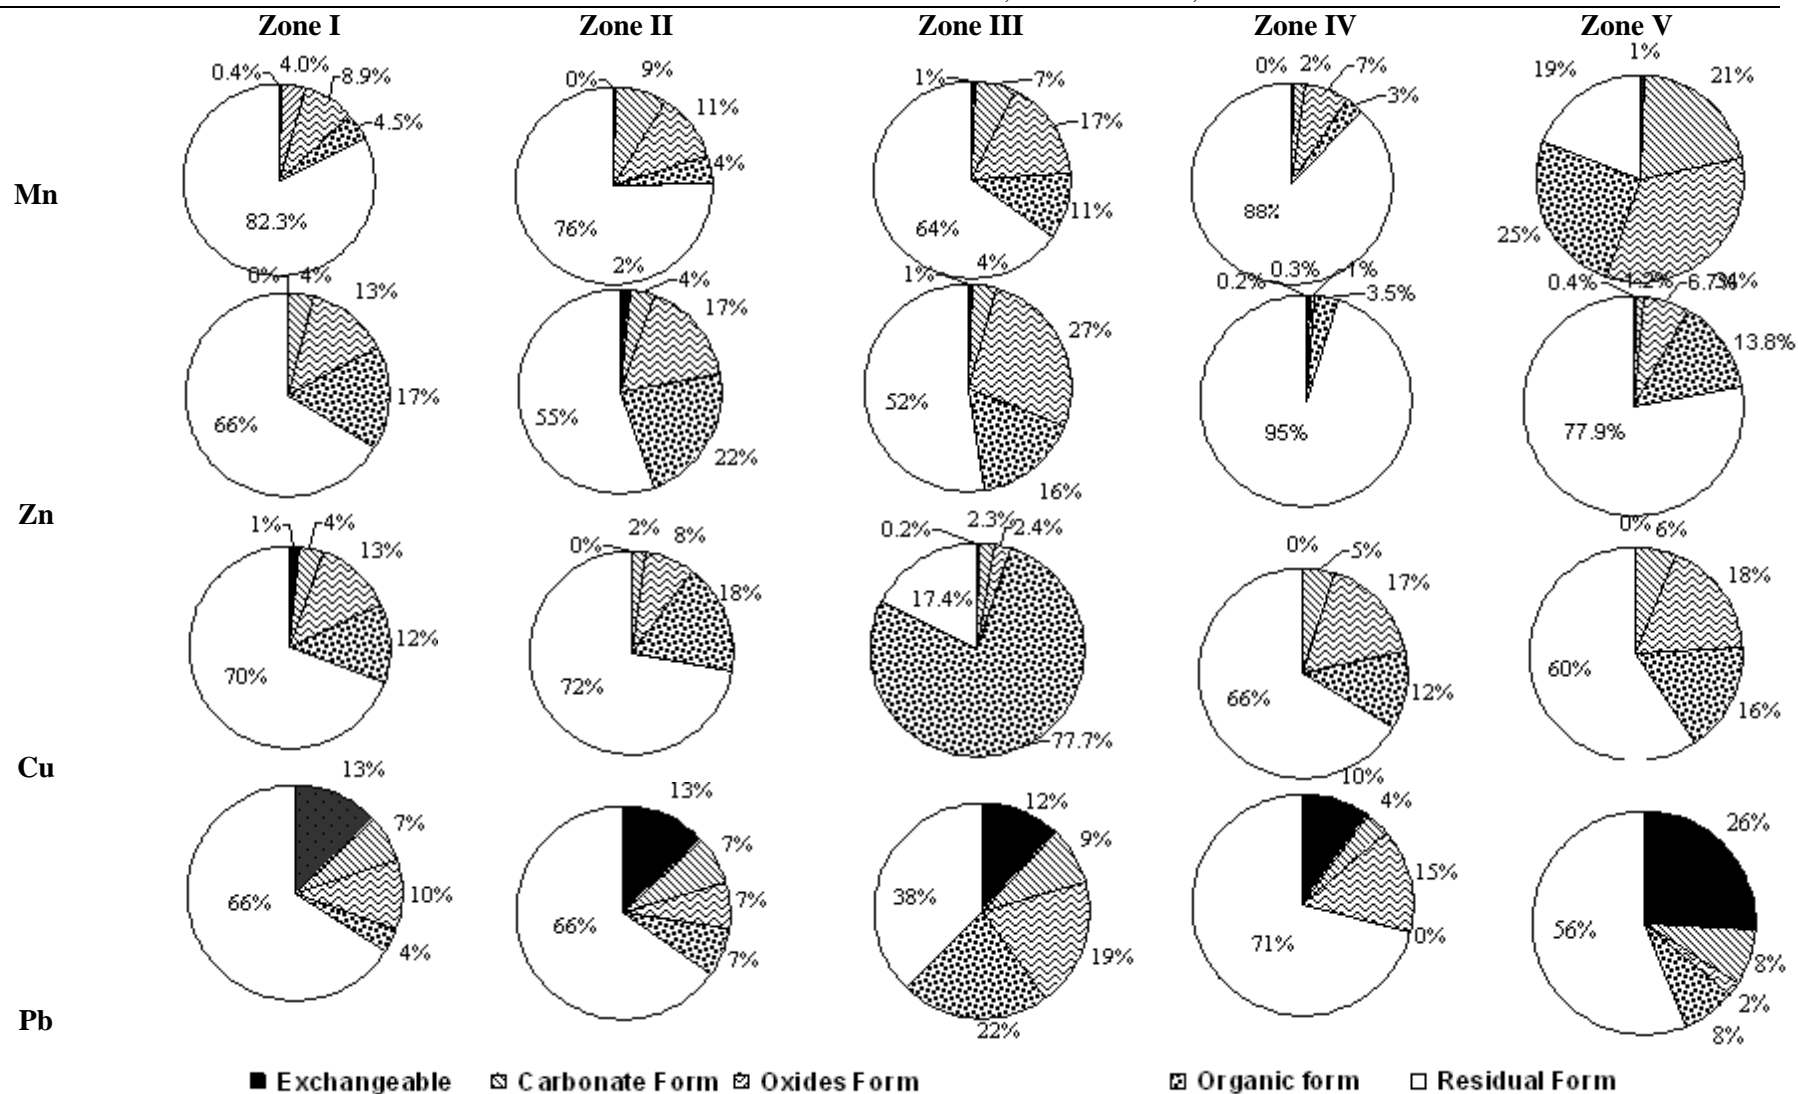 Zone I Zone II Zone III Zone IV Zone V
Mn
0.4% 4.0% 8.9% 4.5% 82.3%
0% 9% 11% 4% 76%
1% 7% 17% 11% 64%
0% 2% 7% 3% 88%
1% 21% 34% 25% 19%
Zn
0% 4% 13% 17% 66%
2% 4% 17% 22% 55%
1% 4% 27% 16% 52%
0.2% 0.3% 1% 3.5% 95%
0.4% 1.2% 6.7% 13.8% 77.9%
Cu
1% 4% 13% 12% 70%
0% 2% 8% 18% 72%
0.2% 2.3% 2.4% 77.7% 17.4%
0% 5% 17% 12% 66%
0% 6% 18% 16% 60%
Pb
13% 7% 10% 4% 66%
13% 7% 7% 7% 66%
12% 9% 19% 22% 38%
10% 4% 15% 0% 71%
26% 8% 2% 8% 56%
Exchangeable Carbonate Form Oxides Form Organic form Residual Form